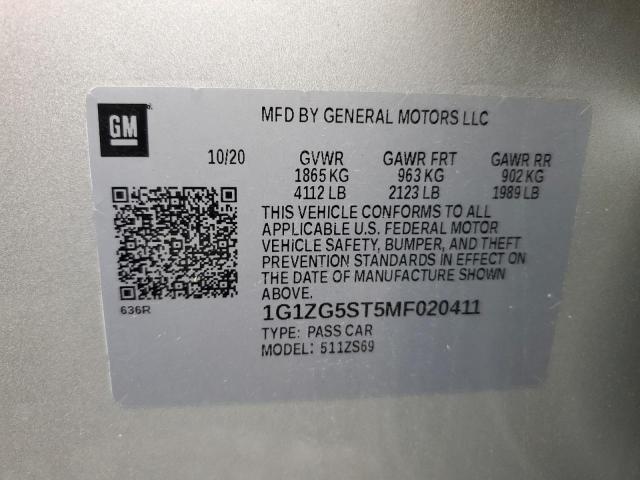 GM
MFD BY GENERAL MOTORS LLC
10/20 GVWR GAWR FRT GAWR RR
1865 KG 963 KG 902 KG
4112 LB 2123 LB 1989 LB
THIS VEHICLE CONFORMS TO ALL
APPLICABLE U.S. FEDERAL MOTOR
VEHICLE SAFETY, BUMPER, AND THEFT
PREVENTION STANDARDS IN EFFECT ON
THE DATE OF MANUFACTURE SHOWN
ABOVE.
636R
1G1ZG5ST5MF020411
TYPE: PASS CAR
MODEL: 511ZS69